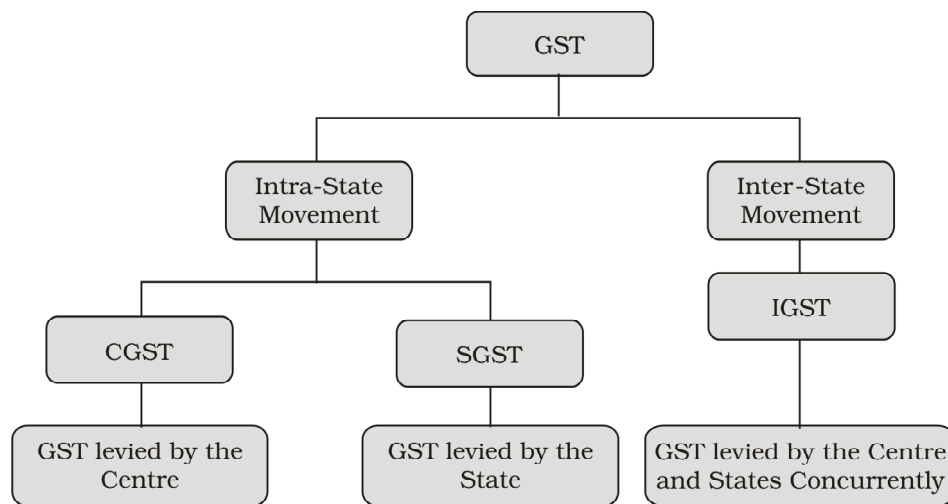 GST
Intra-State
Movement
Inter-State
Movement
CGST
SGST
IGST
GST levied by the
Centre
GST levied by the
State
GST levied by the Centre
and States Concurrently